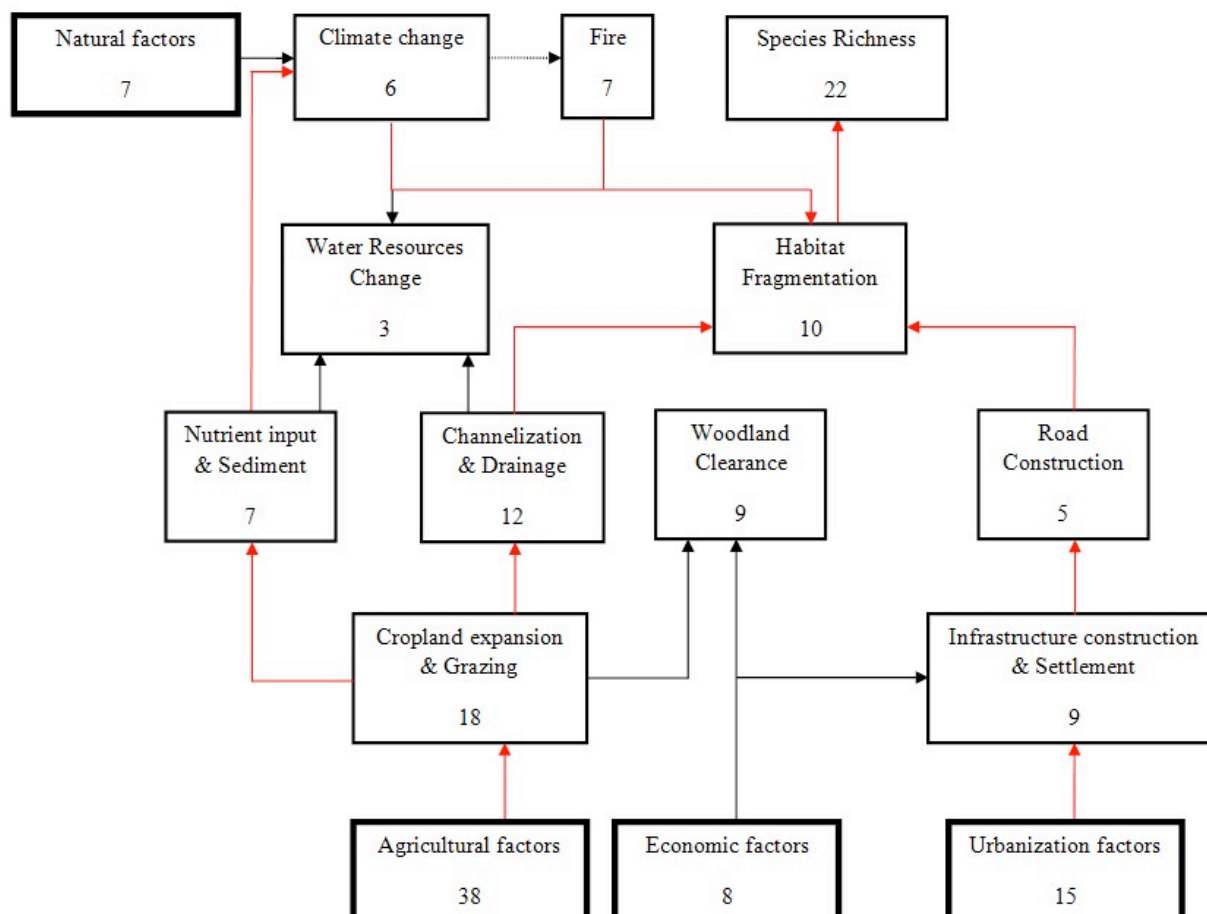 Natural factors
7
Climate change
6
Fire
7
Species Richness
22
Water Resources
Change
3
Habitat
Fragmentation
10
Nutrient input
& Sediment
7
Channelization
& Drainage
12
Woodland
Clearance
9
Road
Construction
5
Cropland expansion
& Grazing
18
Infrastructure construction
& Settlement
9
Agricultural factors
38
Economic factors
8
Urbanization factors
15